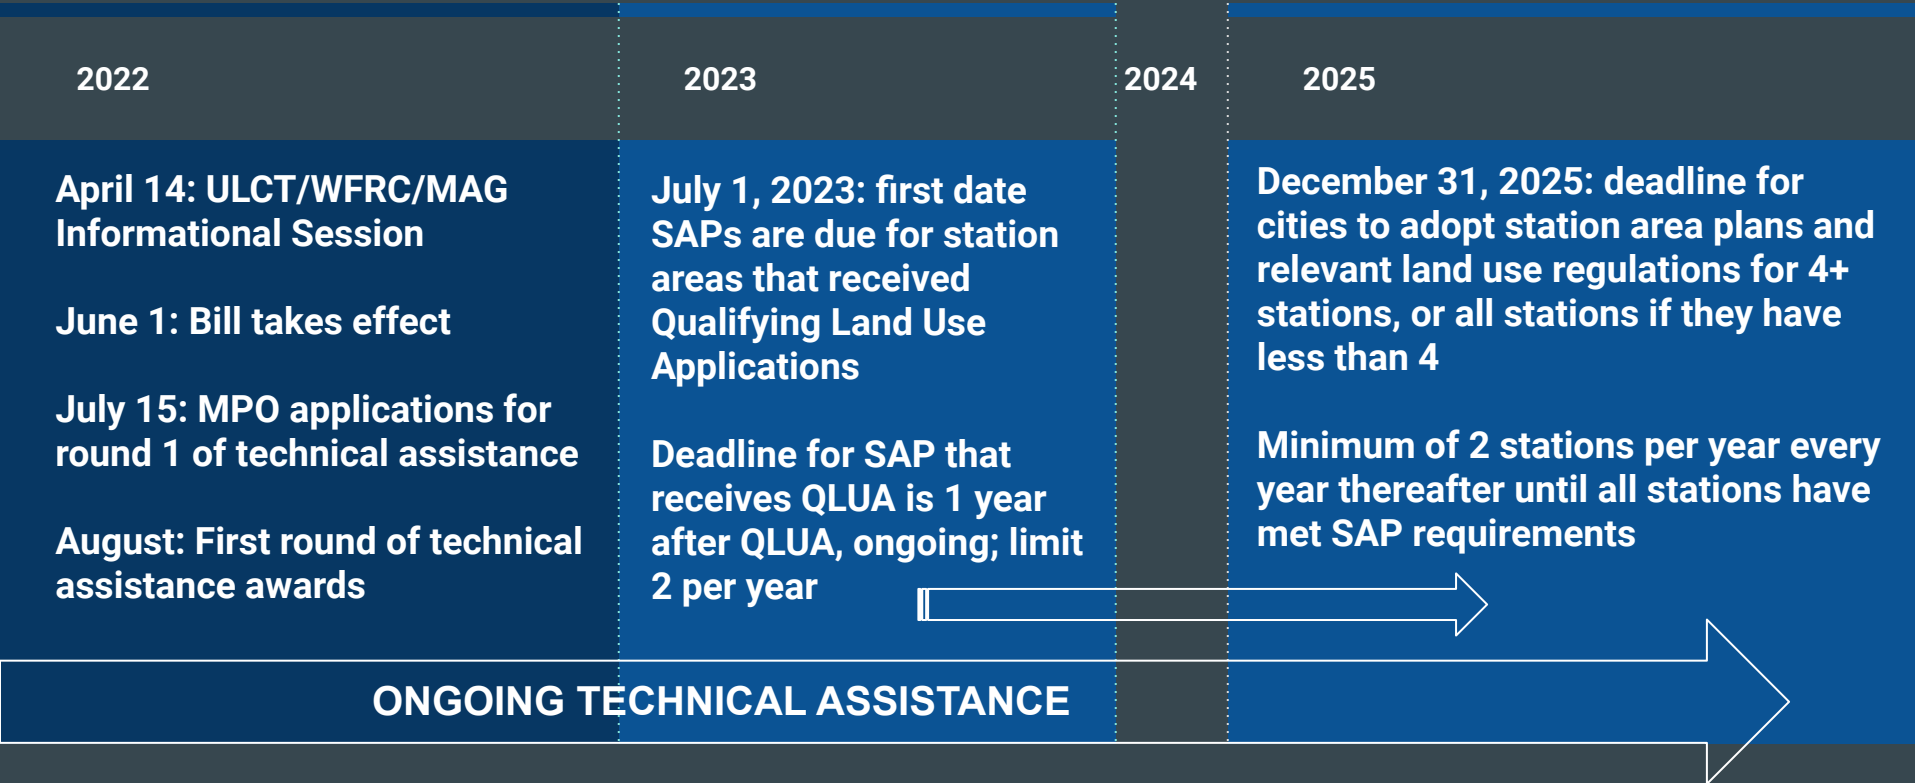 2022
2023
2024
2025
April 14: ULCT/WFRC/MAG
Informational Session
June 1: Bill takes effect
July 15: MPO applications for
round 1 of technical assistance
August: First round of technical
assistance awards
July 1, 2023: first date
SAPs are due for station
areas that received
Qualifying Land Use
Applications
Deadline for SAP that
receives QLUA is 1 year
after QLUA, ongoing; limit
2 per year
December 31, 2025: deadline for
cities to adopt station area plans and
relevant land use regulations for 4+
stations, or all stations if they have
less than 4
Minimum of 2 stations per year every
year thereafter until all stations have
met SAP requirements
ONGOING TECHNICAL ASSISTANCE